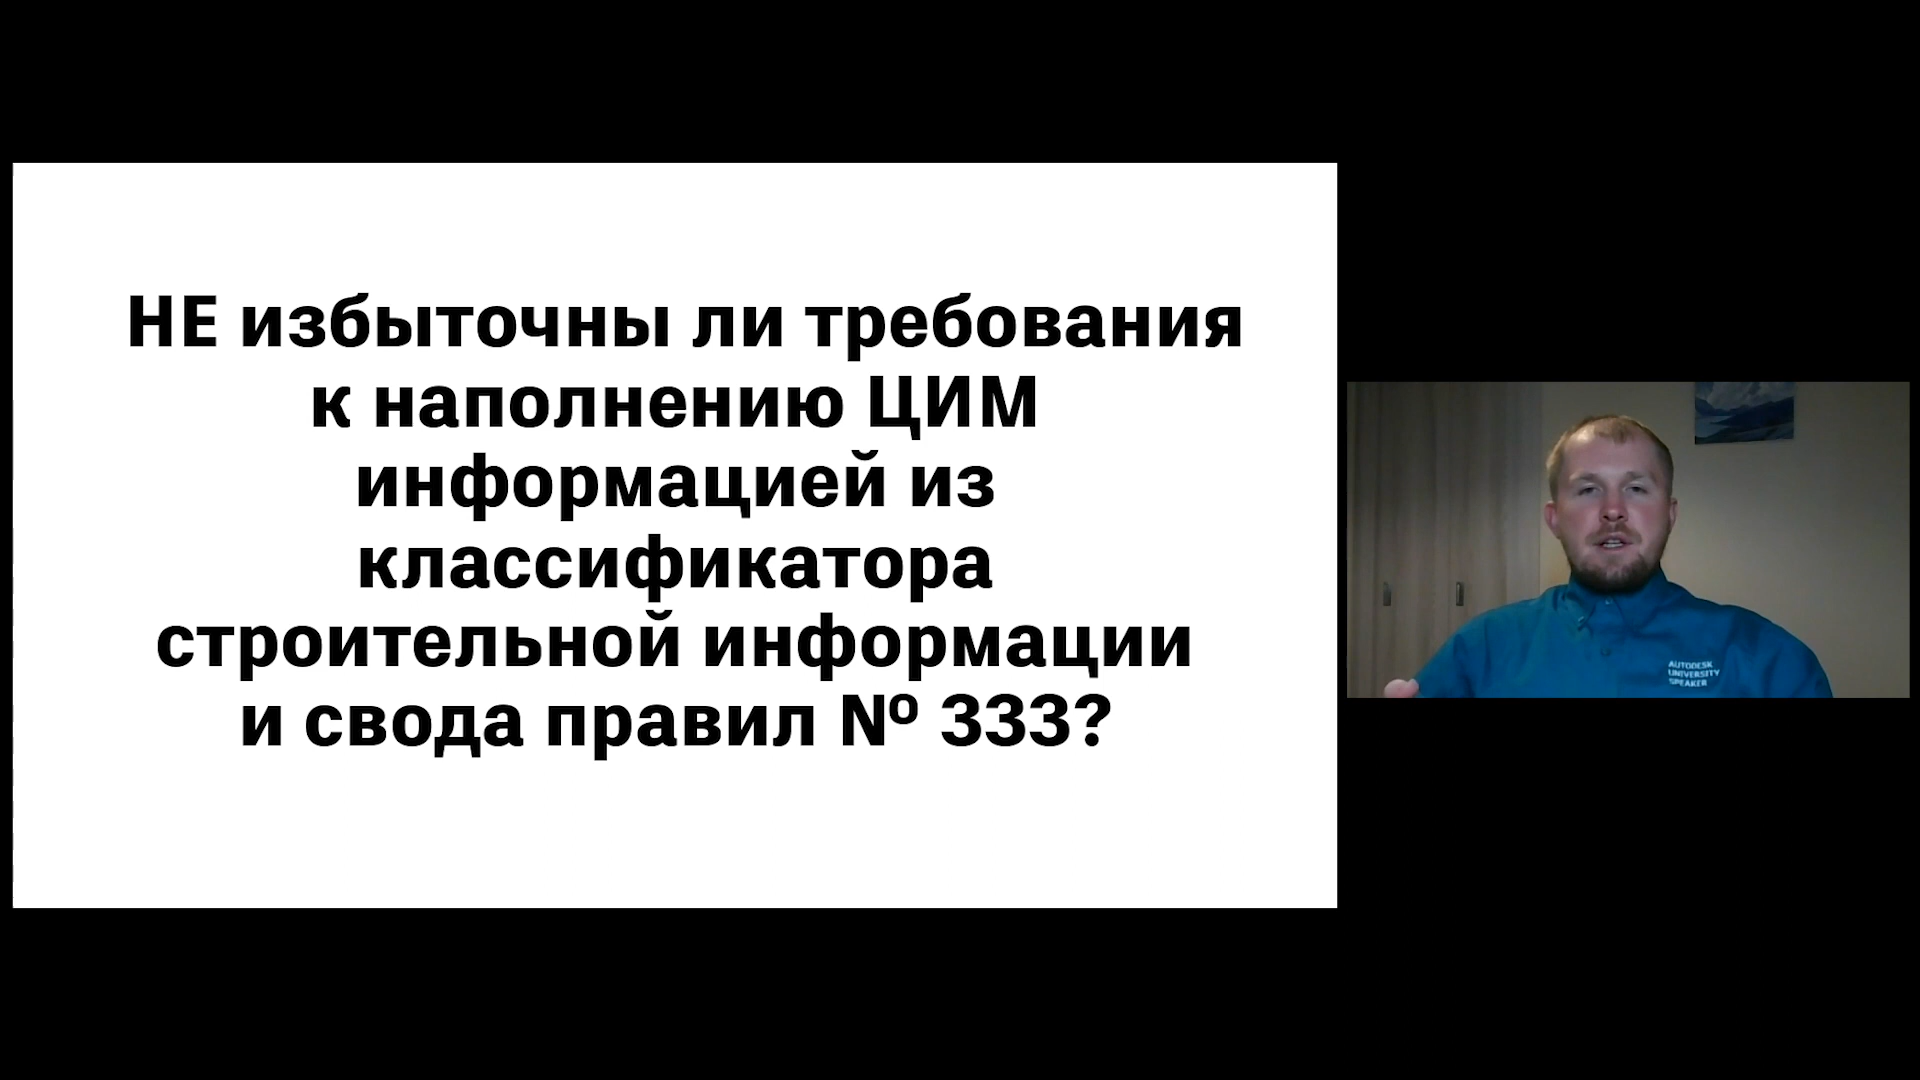 НЕ избыточны ли требования
к наполнению ЦИМ
информацией из
классификатора
строительной информации
и свода правил № 333?
AUTODESK
UNIVERSITY
SPEAKER